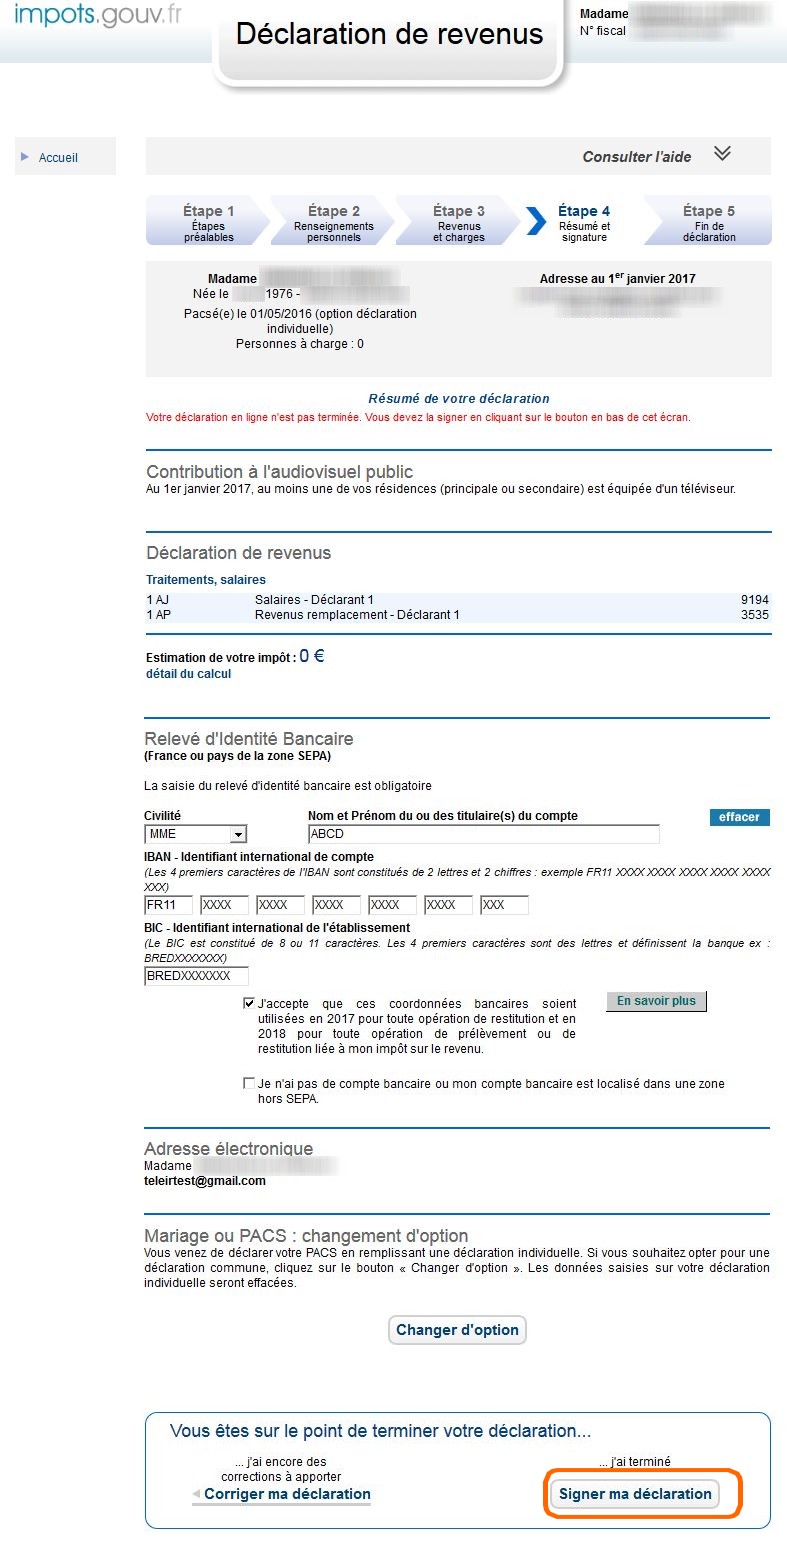 impots.gouv.fr
Déclaration de revenus
Madame
N° fiscal
Accueil
Consulter l'aide
Étape 1
Étapes
préalables
Étape 2
Renseignements
personnels
Étape 3
Revenus
et charges
Étape 4
Résumé et
signature
Étape 5
Fin de
déclaration
Madame
Née le 1976 -
Pacsé(e) le 01/05/2016 (option déclaration
individuelle)
Personnes à charge : 0
Adresse au 1er janvier 2017
Résumé de votre déclaration
Votre déclaration en ligne n'est pas terminée. Vous devez la signer en cliquant sur le bouton en bas de cet écran.
Contribution à l'audiovisuel public
Au 1er janvier 2017, au moins une de vos résidences (principale ou secondaire) est équipée d'un téléviseur.
Déclaration de revenus
Traitements, salaires
1 AJ Salaires - Déclarant 1 9194
1 AP Revenus remplacement - Déclarant 1 3535
Estimation de votre impôt : 0 €
détail du calcul
Relevé d'Identité Bancaire
(France ou pays de la zone SEPA)
La saisie du relevé d'identité bancaire est obligatoire
Civilité Nom et Prénom du ou des titulaire(s) du compte effacer
MME ABCD
IBAN - Identifiant international de compte
(Les 4 premiers caractères de l'IBAN sont constitués de 2 lettres et 2 chiffres : exemple FR11 XXXX XXXX XXXX XXXX XXXX
XXX)
FR11 XXXX XXXX XXXX XXXX XXXX XXX
BIC - Identifiant international de l'établissement
(Le BIC est constitué de 8 ou 11 caractères. Les 4 premiers caractères sont des lettres et définissent la banque ex :
BREDXXXXXXX)
BREDXXXXXXX
J'accepte que ces coordonnées bancaires soient
utilisées en 2017 pour toute opération de restitution et en
2018 pour toute opération de prélèvement ou de
restitution liée à mon impôt sur le revenu.
En savoir plus
Je n'ai pas de compte bancaire ou mon compte bancaire est localisé dans une zone
hors SEPA.
Adresse électronique
Madame
teleirtest@gmail.com
Mariage ou PACS : changement d'option
Vous venez de déclarer votre PACS en remplissant une déclaration individuelle. Si vous souhaitez opter pour une
déclaration commune, cliquez sur le bouton « Changer d'option ». Les données saisies sur votre déclaration
individuelle seront effacées.
Changer d'option
Vous êtes sur le point de terminer votre déclaration...
... j'ai encore des
corrections à apporter
Corriger ma déclaration
... j'ai terminé
Signer ma déclaration